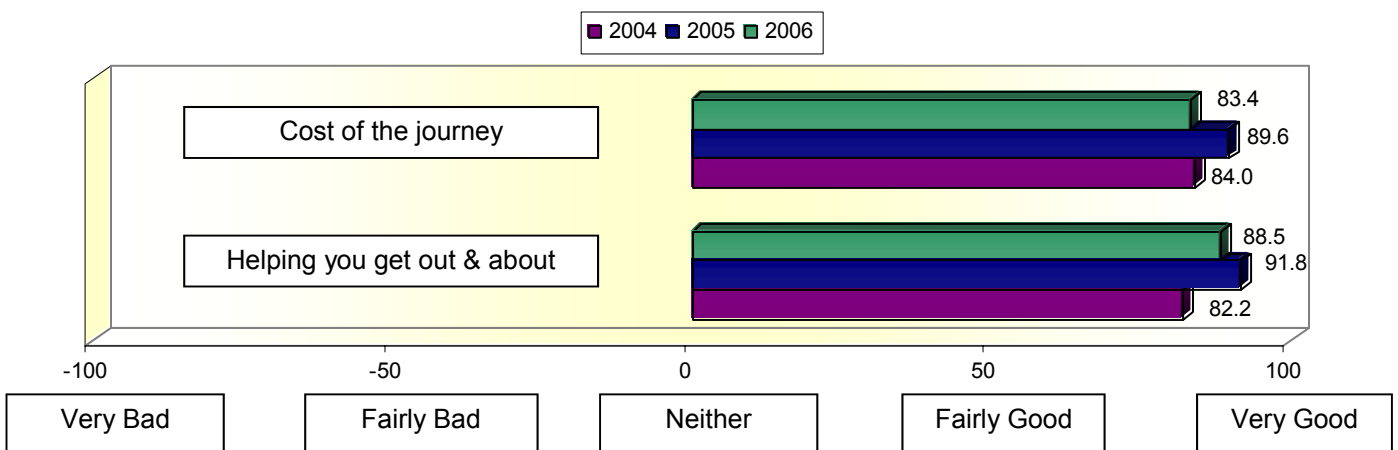 2004 2005 2006
Cost of the journey
83.4
89.6
84.0
Helping you get out & about
88.5
91.8
82.2
-100 -50 0 50 100
Very Bad Fairly Bad Neither Fairly Good Very Good